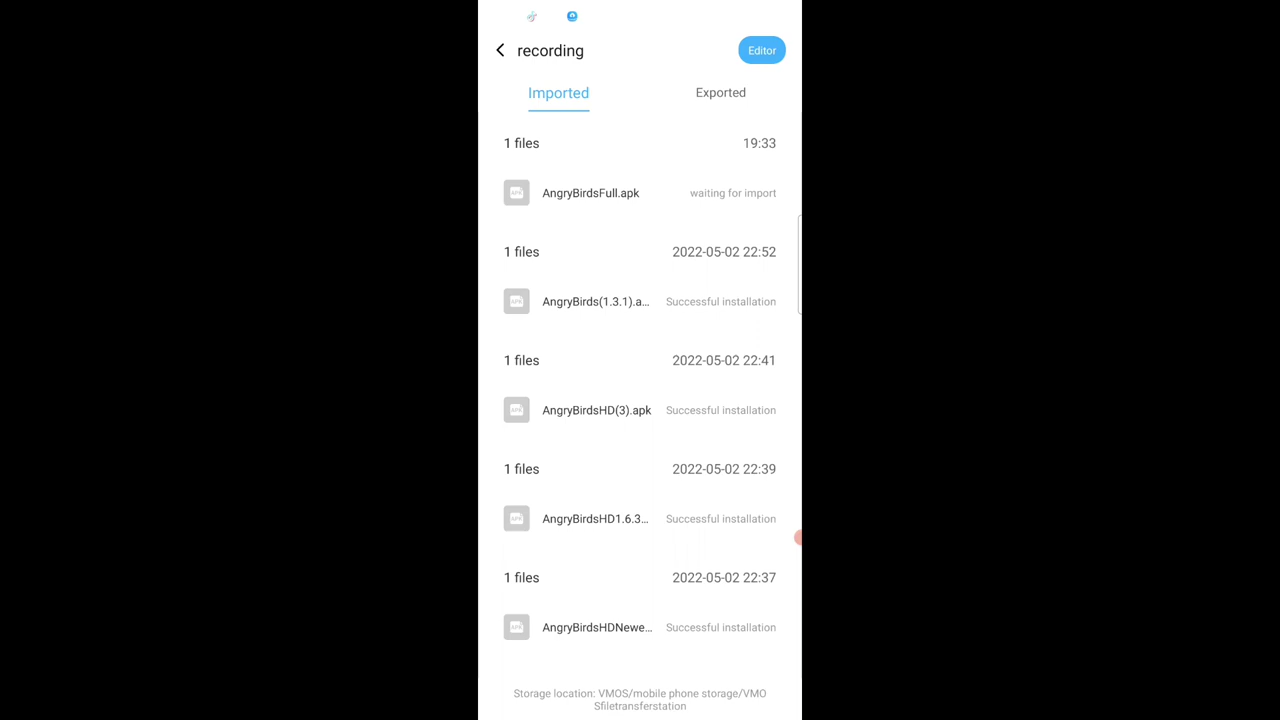 recording
Editor
Imported
Exported
1 files
19:33
AngryBirdsFull.apk
waiting for import
1 files
2022-05-02 22:52
AngryBirds(1.3.1).a...
Successful installation
1 files
2022-05-02 22:41
AngryBirdsHD(3).apk
Successful installation
1 files
2022-05-02 22:39
AngryBirdsHD1.6.3...
Successful installation
1 files
2022-05-02 22:37
AngryBirdsHDNewe...
Successful installation
Storage location: VMOS/mobile phone storage/VMO
Sfiletransferstation